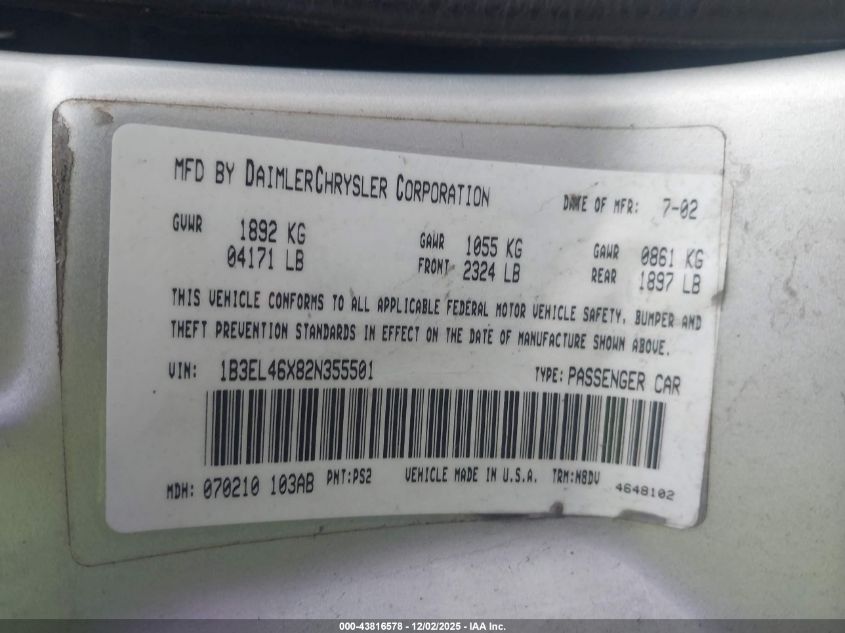 MFD BY DAIMLERCHRYSLER CORPORATION DATE OF MFR: 7-02
GVWR 1892 KG GAWR 1055 KG GAWR 0861 KG
04171 LB FRONT 2324 LB REAR 1897 LB
THIS VEHICLE CONFORMS TO ALL APPLICABLE FEDERAL MOTOR VEHICLE SAFETY, BUMPER AND
THEFT PREVENTION STANDARDS IN EFFECT ON THE DATE OF MANUFACTURE SHOWN ABOVE.
VIN: 1B3EL46X82N355501 TYPE: PASSENGER CAR
MDH: 070210 103AB PNT:PS2 VEHICLE MADE IN U.S.A. TRM:N8DV 4648102
000-43816578 - 12/02/2025 - IAA Inc.